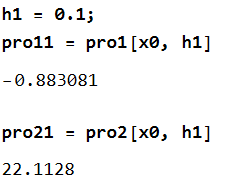 h1 = 0.1;
pro11 = pro1[x0, h1]
-0.883081
pro21 = pro2[x0, h1]
22.1128